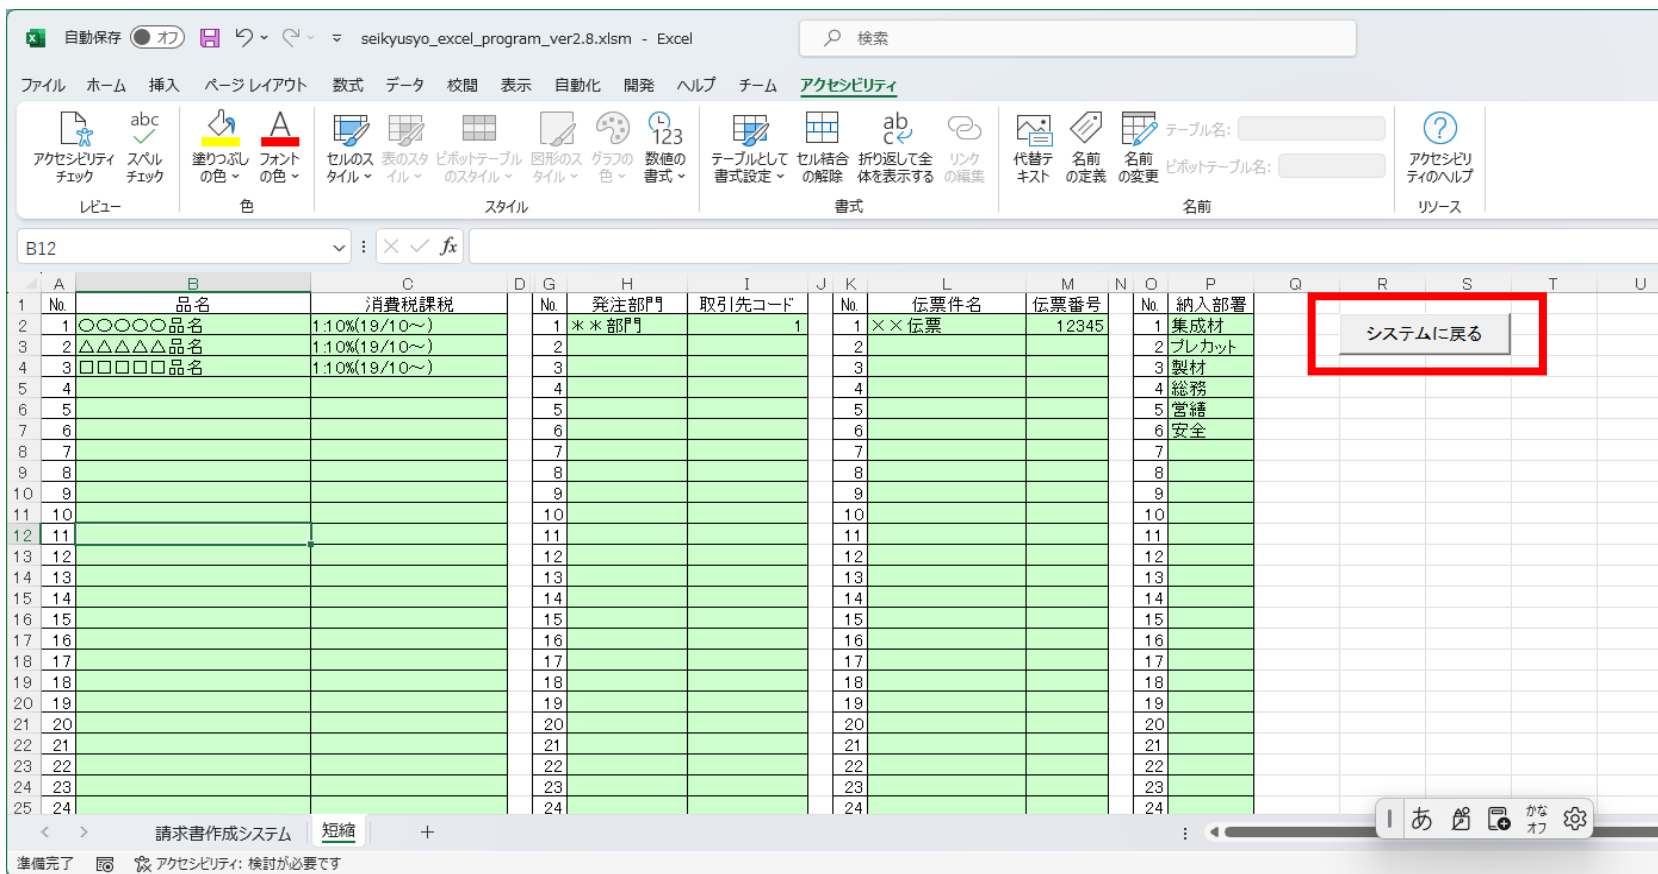 自動保存 オフ seikyusyo_excel_program_ver2.8.xlsm - Excel 検索
ファイル ホーム 挿入 ページ レイアウト 数式 データ 校閲 表示 自動化 開発 ヘルプ チーム アクセシビリティ
アクセシビリティ
チェック
abc
スペル
チェック
塗りつぶし
の色
A
フォント
の色
セルのス
タイル
表のスタ
イル
ピボットテーブル
のスタイル
図形のス
タイル
グラフの
色
123
数値の
書式
テーブルとして
書式設定
セル結合
の解除
ab
c
折り返して全
体を表示する
リンク
の編集
代替テ
キスト
名前
の定義
名前
の変更
テーブル名:
ピボットテーブル名:
アクセシビリ
ティのヘルプ
レビュー 色 スタイル 書式 名前 リソース
B12 fx
A B C D G H I J K L M N O P Q R S T U
1 No. 品名 消費税課税 No. 発注部門 取引先コード No. 伝票件名 伝票番号 No. 納入部署
2 1 ○○○○○品名 1:10%(19/10～) 1 ＊＊部門 1 1 ××伝票 12345 1 集成材
システムに戻る
3 2 △△△△△品名 1:10%(19/10～) 2 2 2 プレカット
4 3 □□□□□品名 1:10%(19/10～) 3 3 3 製材
5 4 4 4 4 総務
6 5 5 5 5 営繕
7 6 6 6 6 安全
8 7 7 7 7
9 8 8 8 8
10 9 9 9 9
11 10 10 10 10
12 11 11 11 11
13 12 12 12 12
14 13 13 13 13
15 14 14 14 14
16 15 15 15 15
17 16 16 16 16
18 17 17 17 17
19 18 18 18 18
20 19 19 19 19
21 20 20 20 20
22 21 21 21 21
23 22 22 22 22
24 23 23 23 23
25 24 24 24 24
請求書作成システム 短縮
あ かな
オフ
準備完了 アクセシビリティ: 検討が必要です